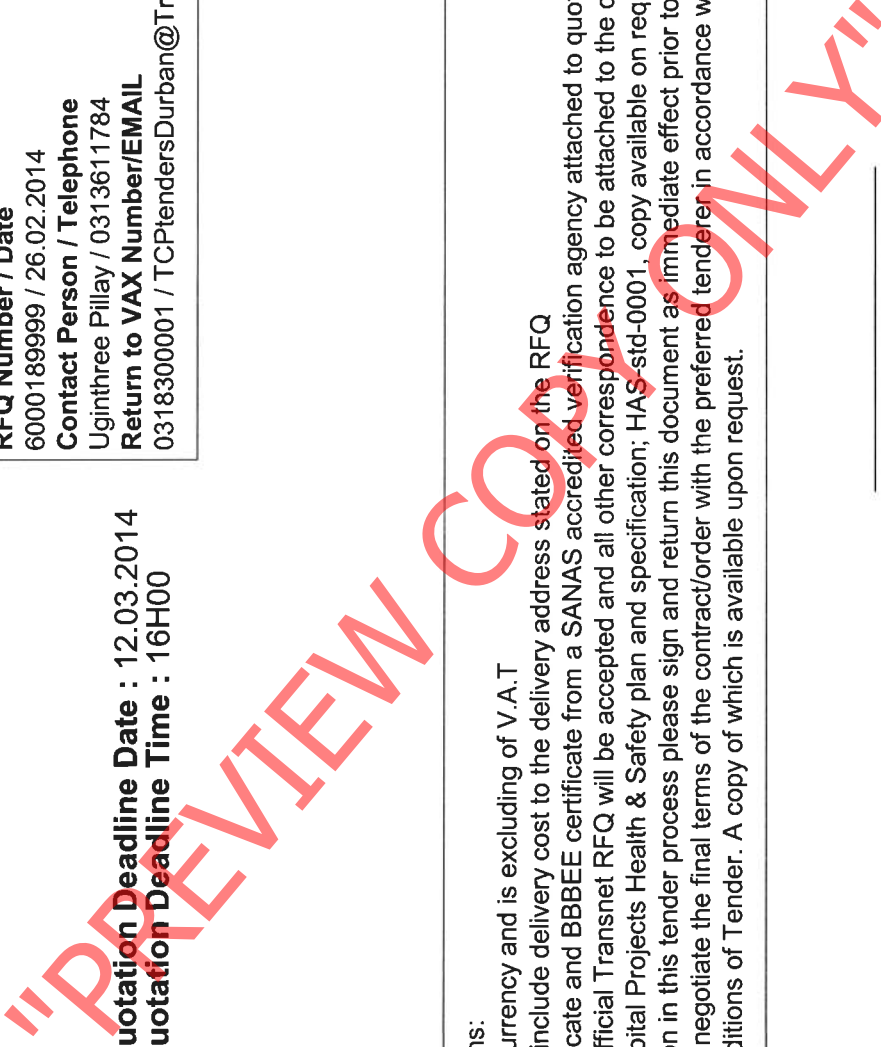 RFQ Number / Date
6000189999 / 26.02.2014
Contact Person / Telephone
Uginthree Pillay / 0313611784
Return to VAX Number/EMAIL
0318300001 / TCPtendersDurban@Tr
uotation Deadline Date : 12.03.2014
uotation Deadline Time : 16H00
ns:
urrency and is excluding of V.A.T
include delivery cost to the delivery address stated on the RFQ
cate and BBBEE certificate from a SANAS accredited verification agency attached to quo
fficial Transnet RFQ will be accepted and all other correspondence to be attached to the
pital Projects Health & Safety plan and specification; HAS-std-0001, copy available on req
n in this tender process please sign and return this document as immediate effect prior to
negotiate the final terms of the contract/order with the preferred tenderer in accordance w
ditions of Tender. A copy of which is available upon request.
"PREVIEW COPY ONLY"